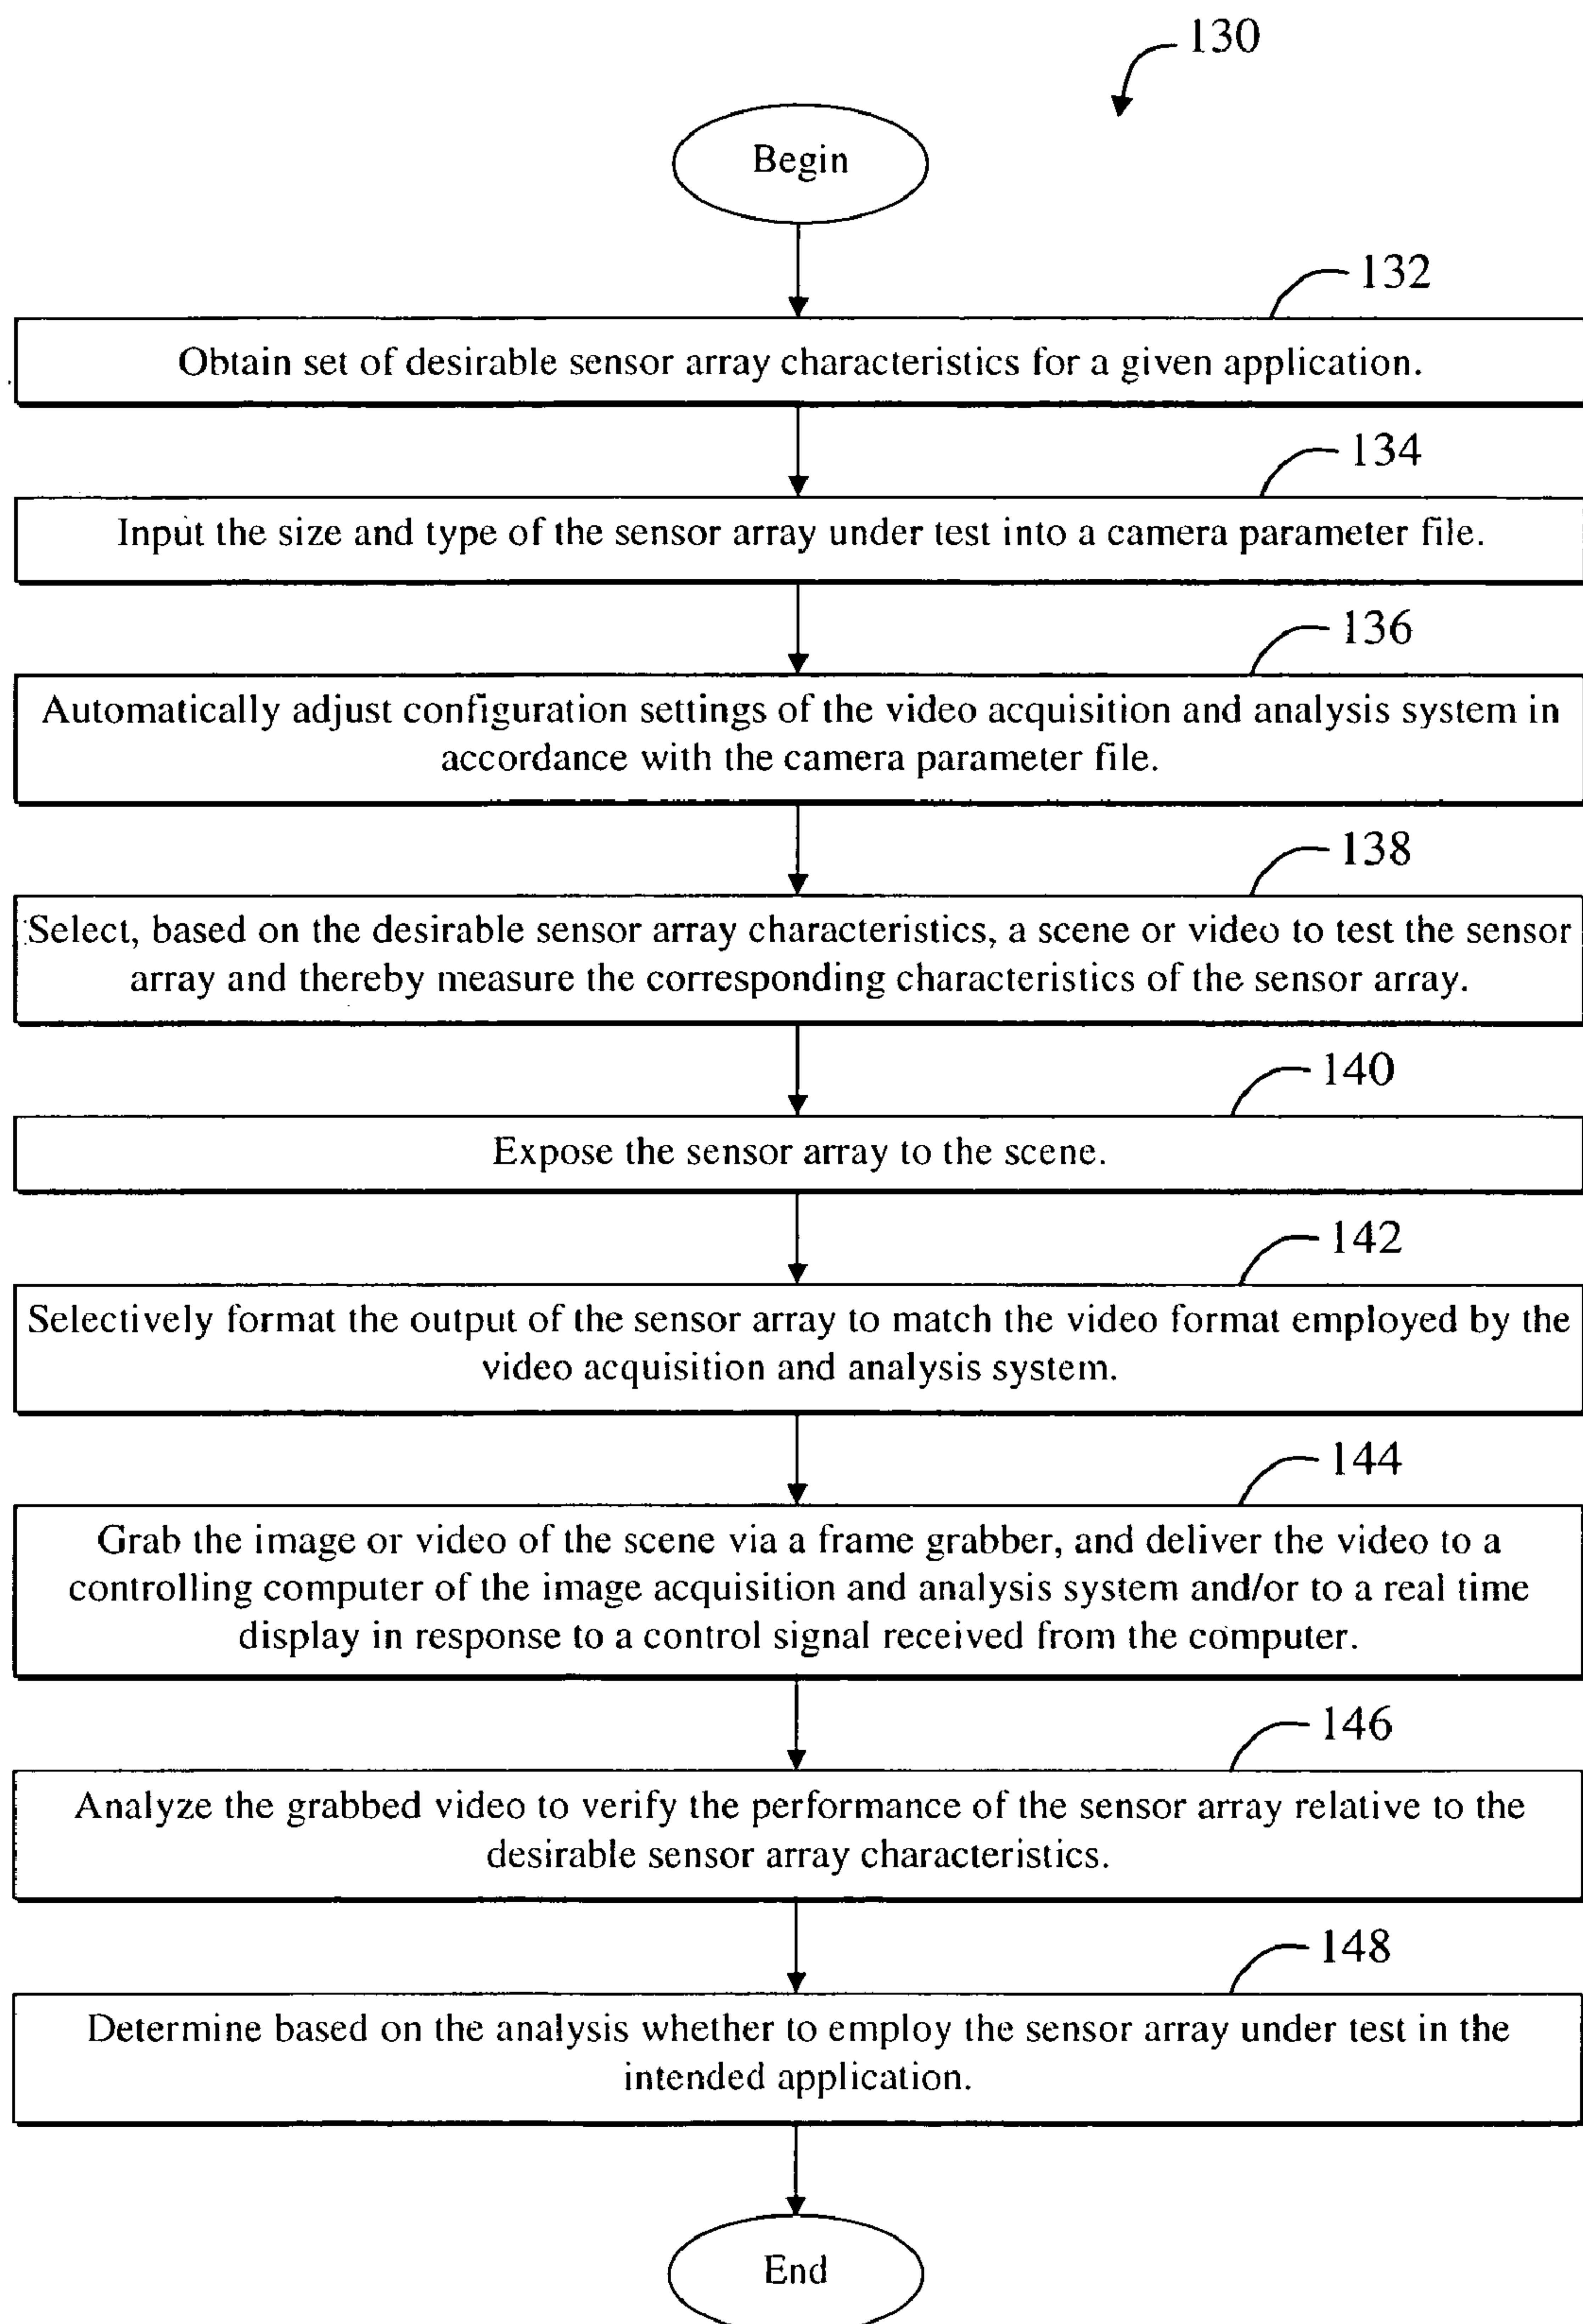 130
Begin
132
Obtain set of desirable sensor array characteristics for a given application.
134
Input the size and type of the sensor array under test into a camera parameter file.
136
Automatically adjust configuration settings of the video acquisition and analysis system in
accordance with the camera parameter file.
138
Select, based on the desirable sensor array characteristics, a scene or video to test the sensor
array and thereby measure the corresponding characteristics of the sensor array.
140
Expose the sensor array to the scene.
142
Selectively format the output of the sensor array to match the video format employed by the
video acquisition and analysis system.
144
Grab the image or video of the scene via a frame grabber, and deliver the video to a
controlling computer of the image acquisition and analysis system and/or to a real time
display in response to a control signal received from the computer.
146
Analyze the grabbed video to verify the performance of the sensor array relative to the
desirable sensor array characteristics.
148
Determine based on the analysis whether to employ the sensor array under test in the
intended application.
End